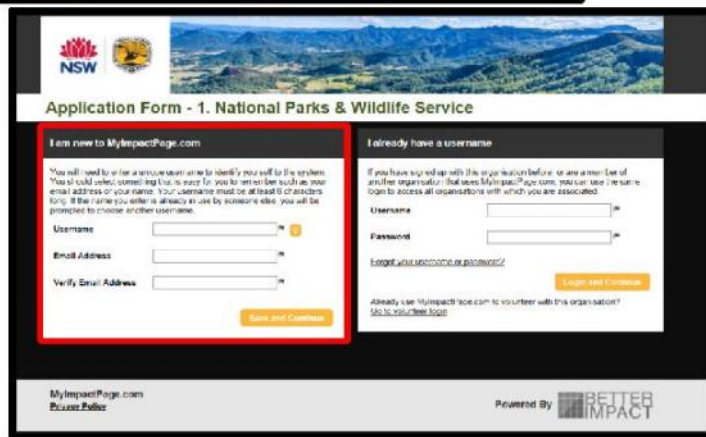 NSW
Application Form - 1. National Parks & Wildlife Service
I am new to MyImpactPage.com
You will need to enter a unique username to identify yourself to the system.
You should select something that is easy for you to remember such as your
email address or your name. Your username must be at least 6 characters
long. If the name you enter is already in use by someone else, you will be
prompted to choose another username.
Username
Email Address
Verify Email Address
Save and Continue
I already have a username
If you have signed up with this organisation before, or are a member of
another organisation that uses MyImpactPage.com, you can use the same
login to access all organisations with which you are associated.
Username
Password
Forgot your username or password?
Login and Continue
Already use MyImpactPage.com to volunteer with this organisation?
Go to volunteer login
MyImpactPage.com
Privacy Policy
Powered By BETTER
IMPACT